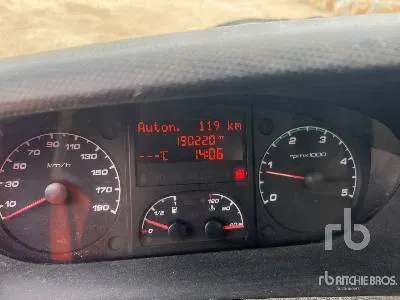 Auton. 119 km
190220 km
---°C 14:06
km/h
10 30 50 70 90 110 130 150 170 190
rpm x1000
1 2 3 4 5
0 1/2
120
rb
rb RITCHIE BROS.